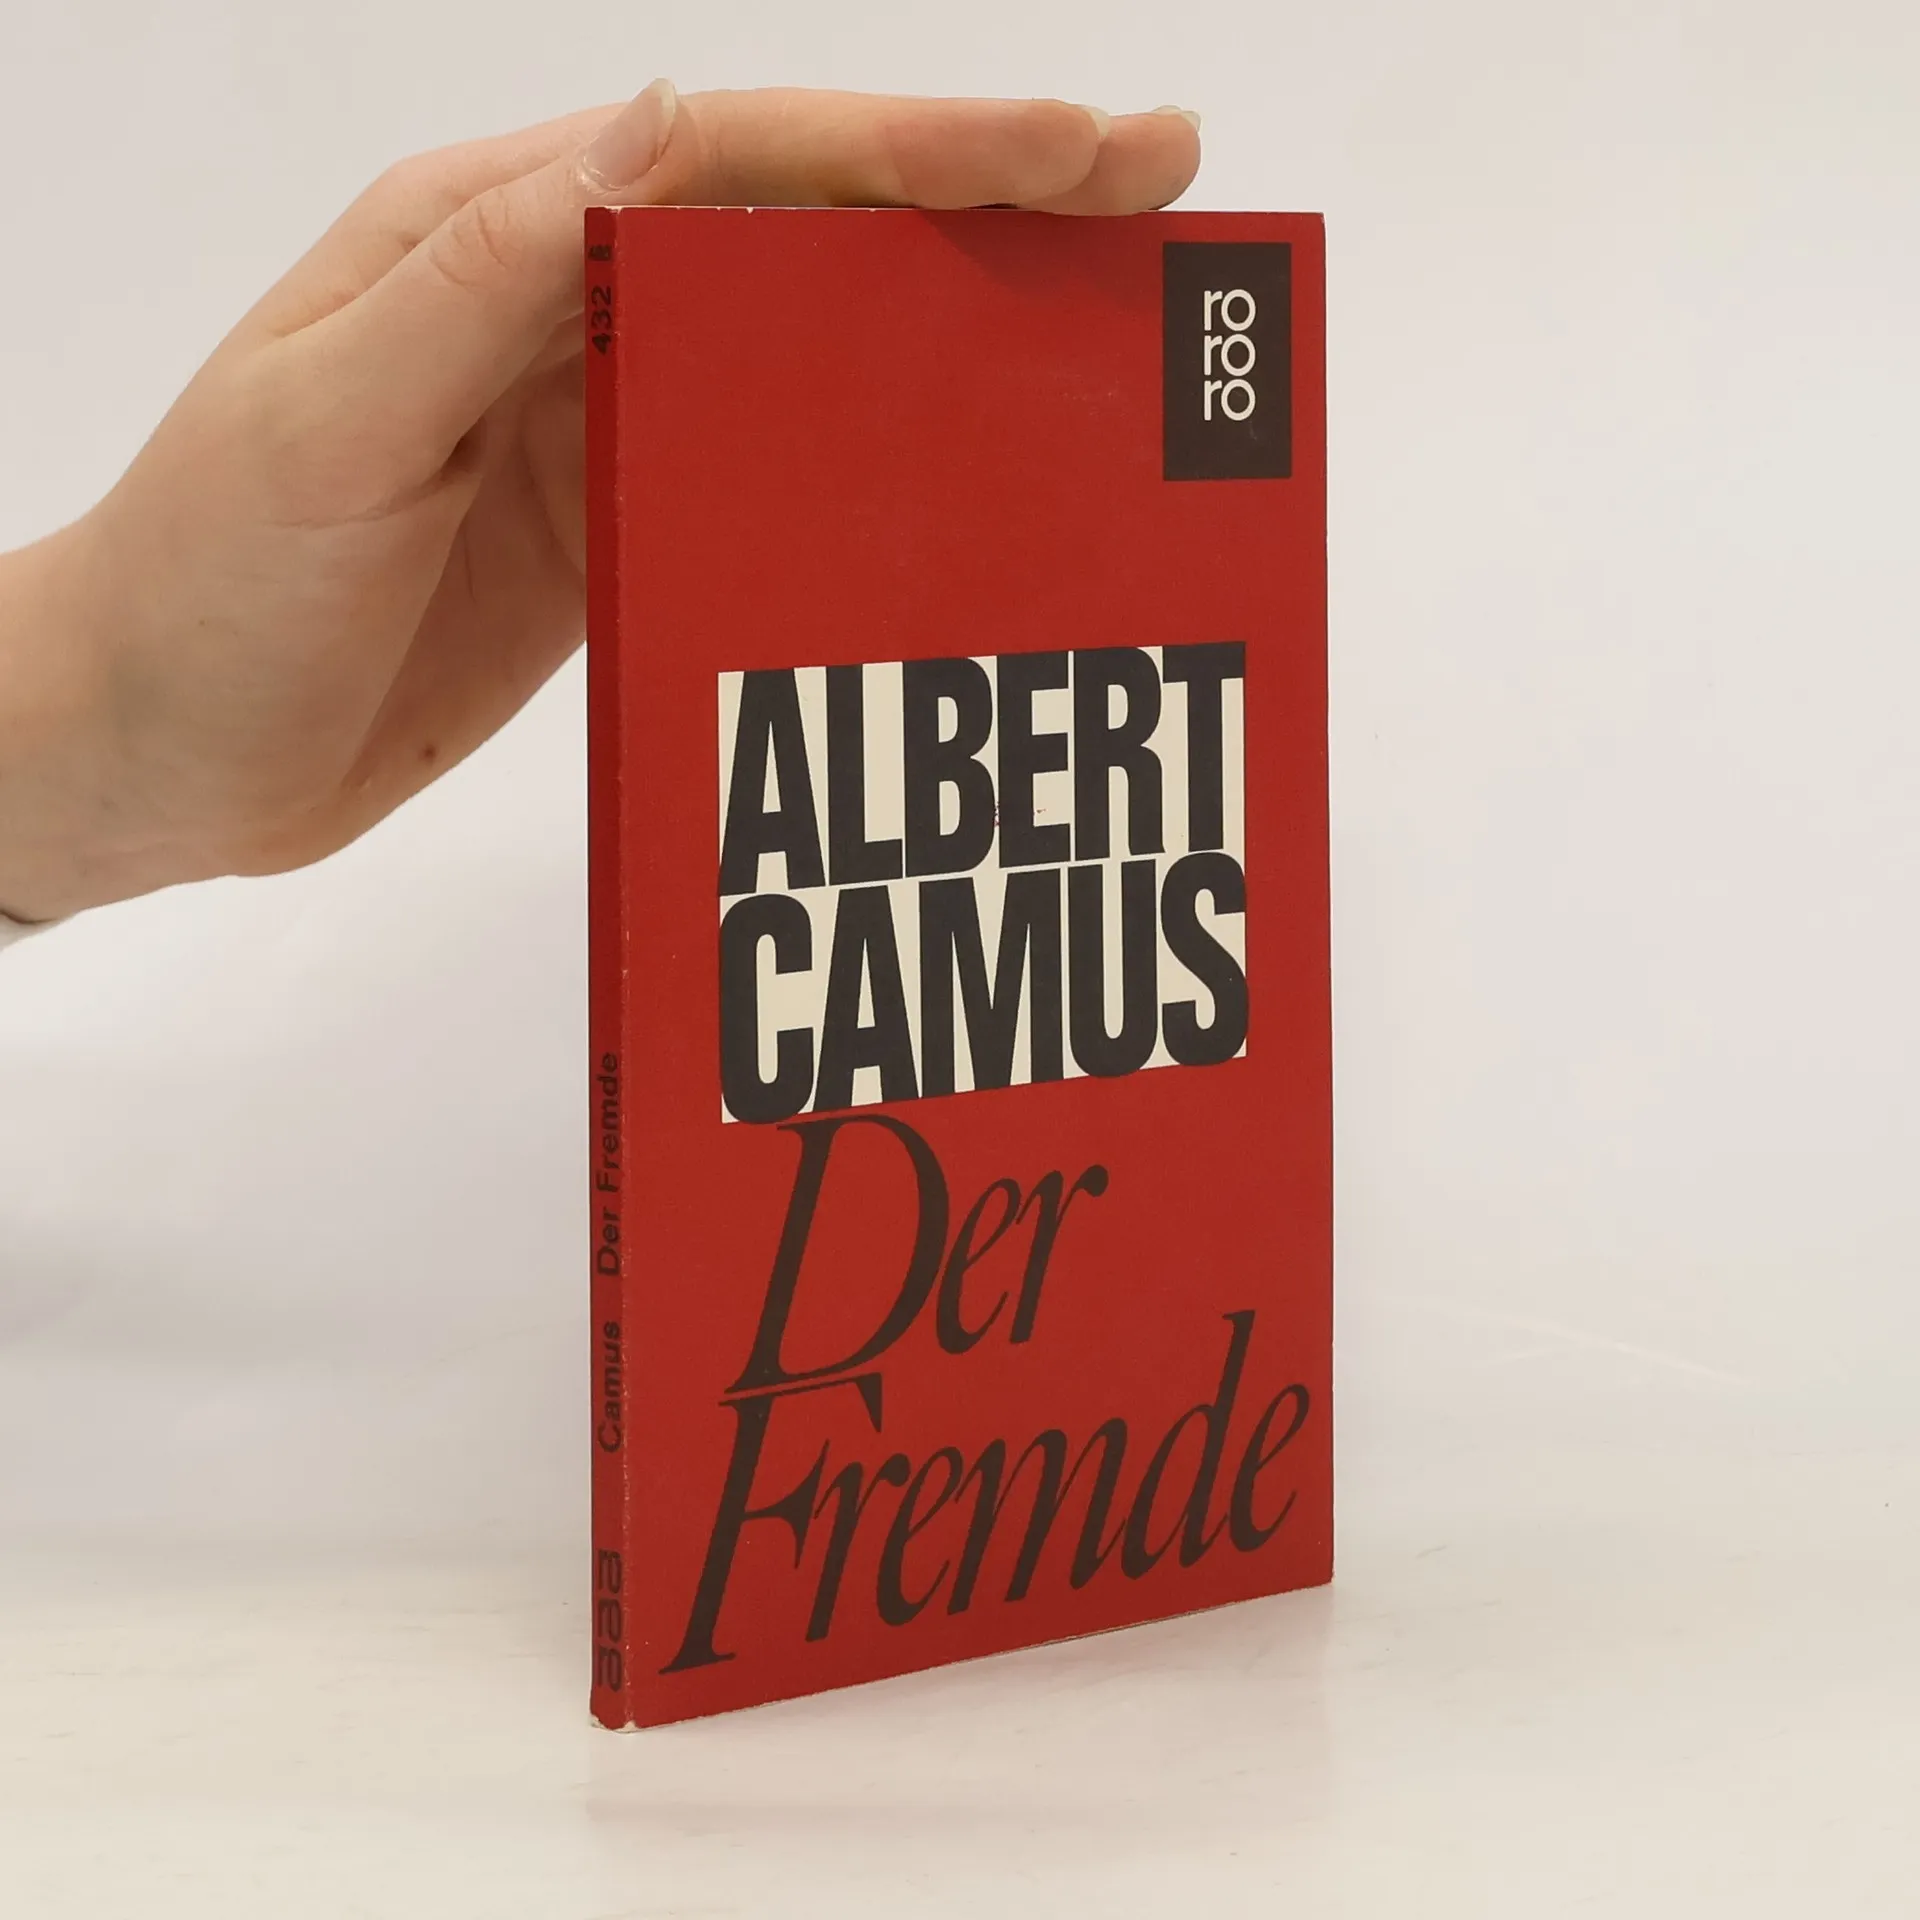 ro
ro
ro
ALBERT
CAMUS
Der
Fremde
Camus Der Fremde
432